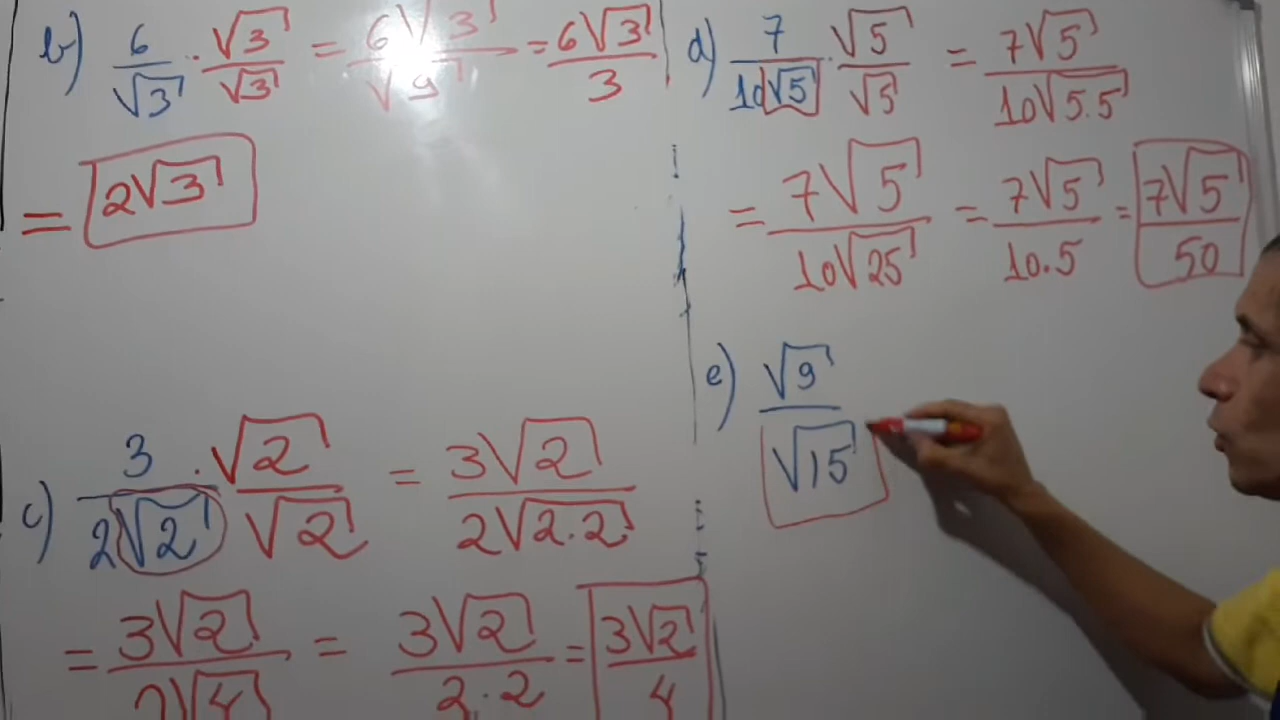 b) 6/√3 · √3/√3 = 6√3/√9 = 6√3/3
= 2√3
c) 3/2√2 · √2/√2 = 3√2/2√2·2
= 3√2/2√4 = 3√2/2·2 = 3√2/4
d) 7/10√5 · √5/√5 = 7√5/10√5.5
= 7√5/10√25 = 7√5/10.5 = 7√5/50
e) √9/√15